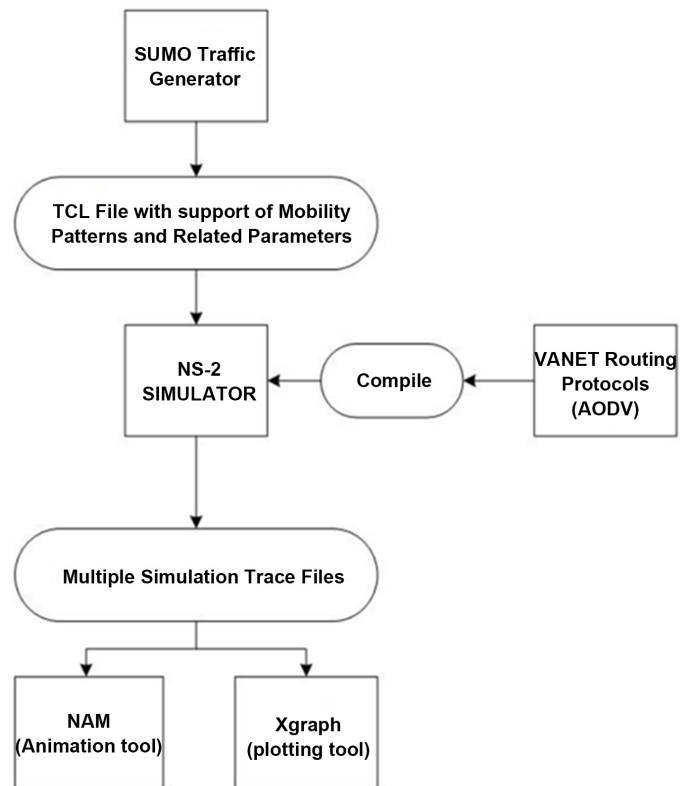 SUMO Traffic
Generator
TCL File with support of Mobility
Patterns and Related Parameters
NS-2
SIMULATOR
Compile
VANET Routing
Protocols
(AODV)
Multiple Simulation Trace Files
NAM
(Animation tool)
Xgraph
(plotting tool)